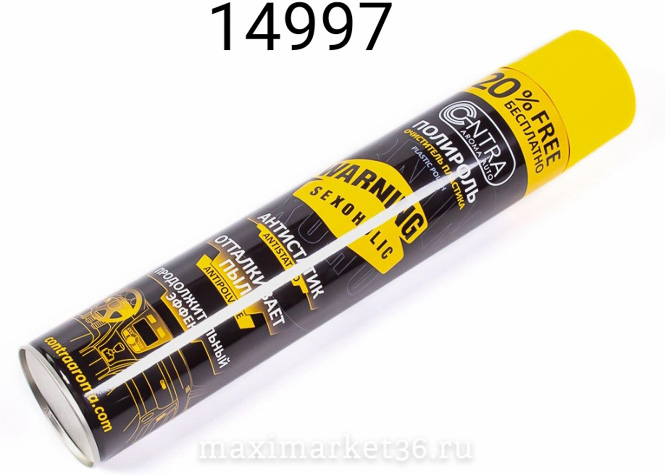 14997
20% FREE
БЕСПЛАТНО
CONTRA
AROMA AUTO
ПОЛИРОЛЬ
ОЧИСТИТЕЛЬ ПЛАСТИКА
PLASTIC POLISH
WARNING
SEXOHOLIC
АНТИСТАТИК
ANTISTATIC
ОТТАЛКИВАЕТ
ПЫЛЬ
ПРОДОЛЖИТЕЛЬНЫЙ
ЭФФЕКТ
contraaroma.com
maximarket36.ru